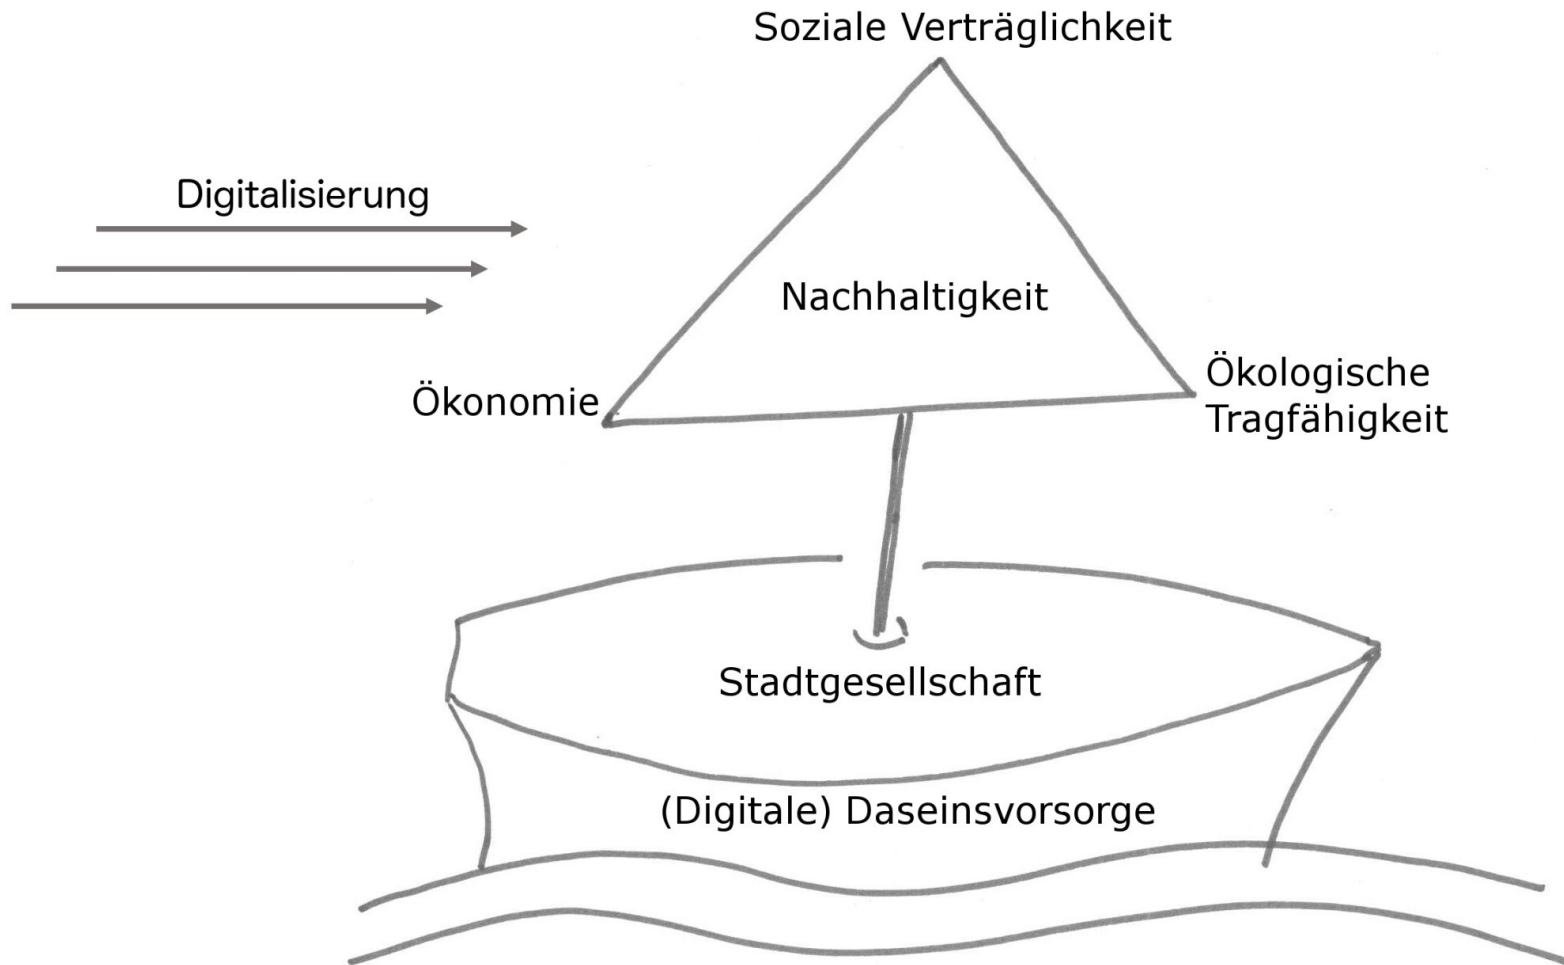 Soziale Verträglichkeit
Digitalisierung
Nachhaltigkeit
Ökonomie
Ökologische
Tragfähigkeit
Stadtgesellschaft
(Digitale) Daseinsvorsorge